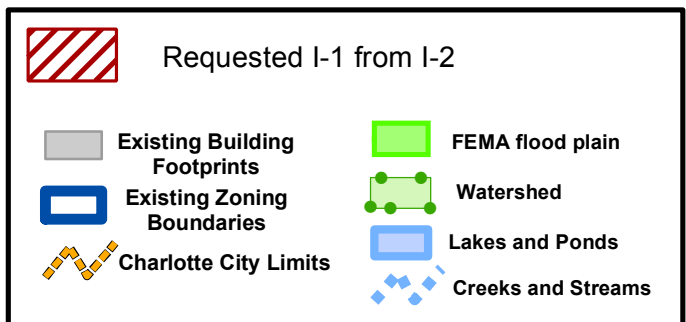 Requested I-1 from I-2
Existing Building
Footprints
Existing Zoning
Boundaries
Charlotte City Limits
FEMA flood plain
Watershed
Lakes and Ponds
Creeks and Streams